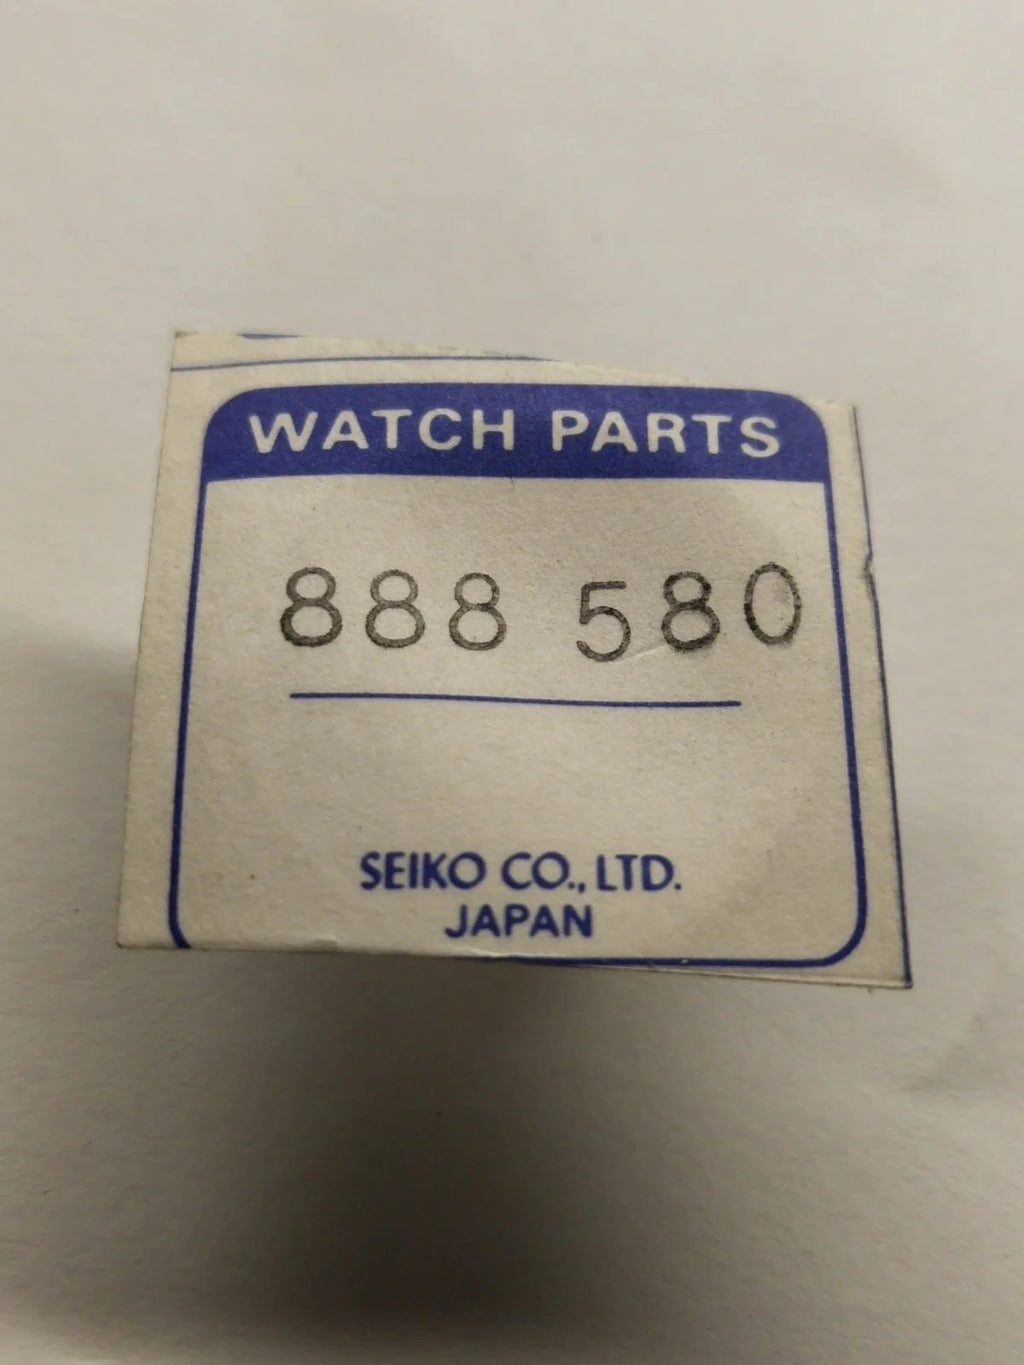 WATCH PARTS
888 580
SEIKO CO., LTD.
JAPAN